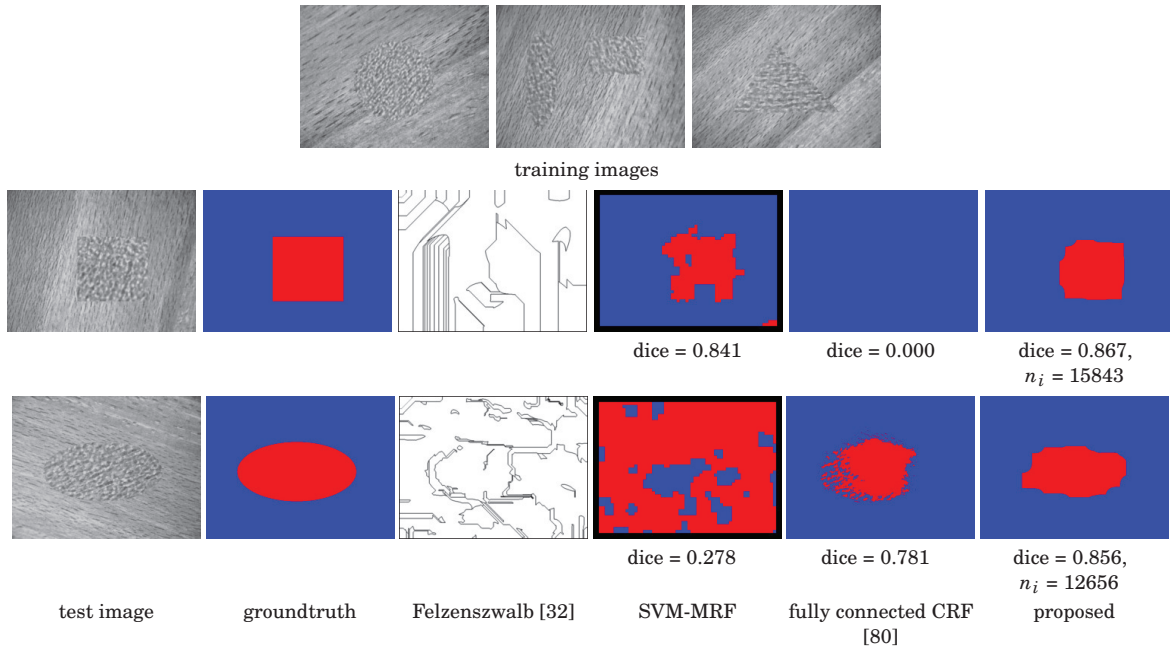 training images
dice = 0.841
dice = 0.000
dice = 0.867,
n_i = 15843
dice = 0.278
dice = 0.781
dice = 0.856,
n_i = 12656
test image
groundtruth
Felzenszwalb [32]
SVM-MRF
fully connected CRF
[80]
proposed